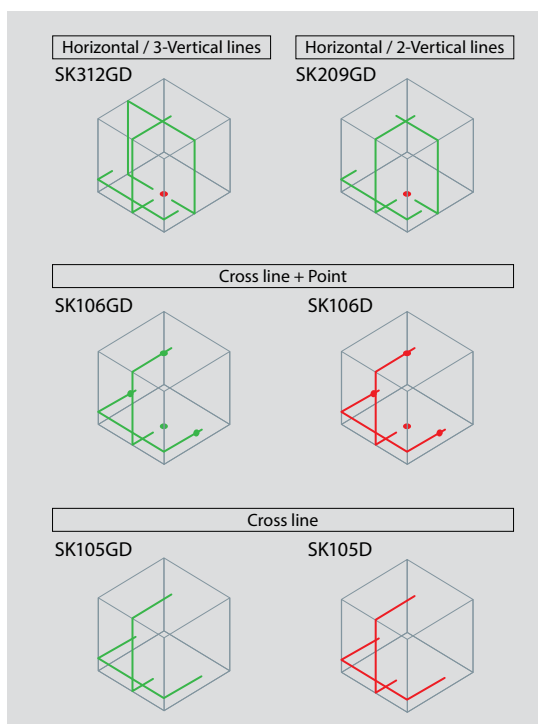 Horizontal / 3-Vertical lines
Horizontal / 2-Vertical lines
SK312GD
SK209GD
Cross line + Point
SK106GD
SK106D
Cross line
SK105GD
SK105D